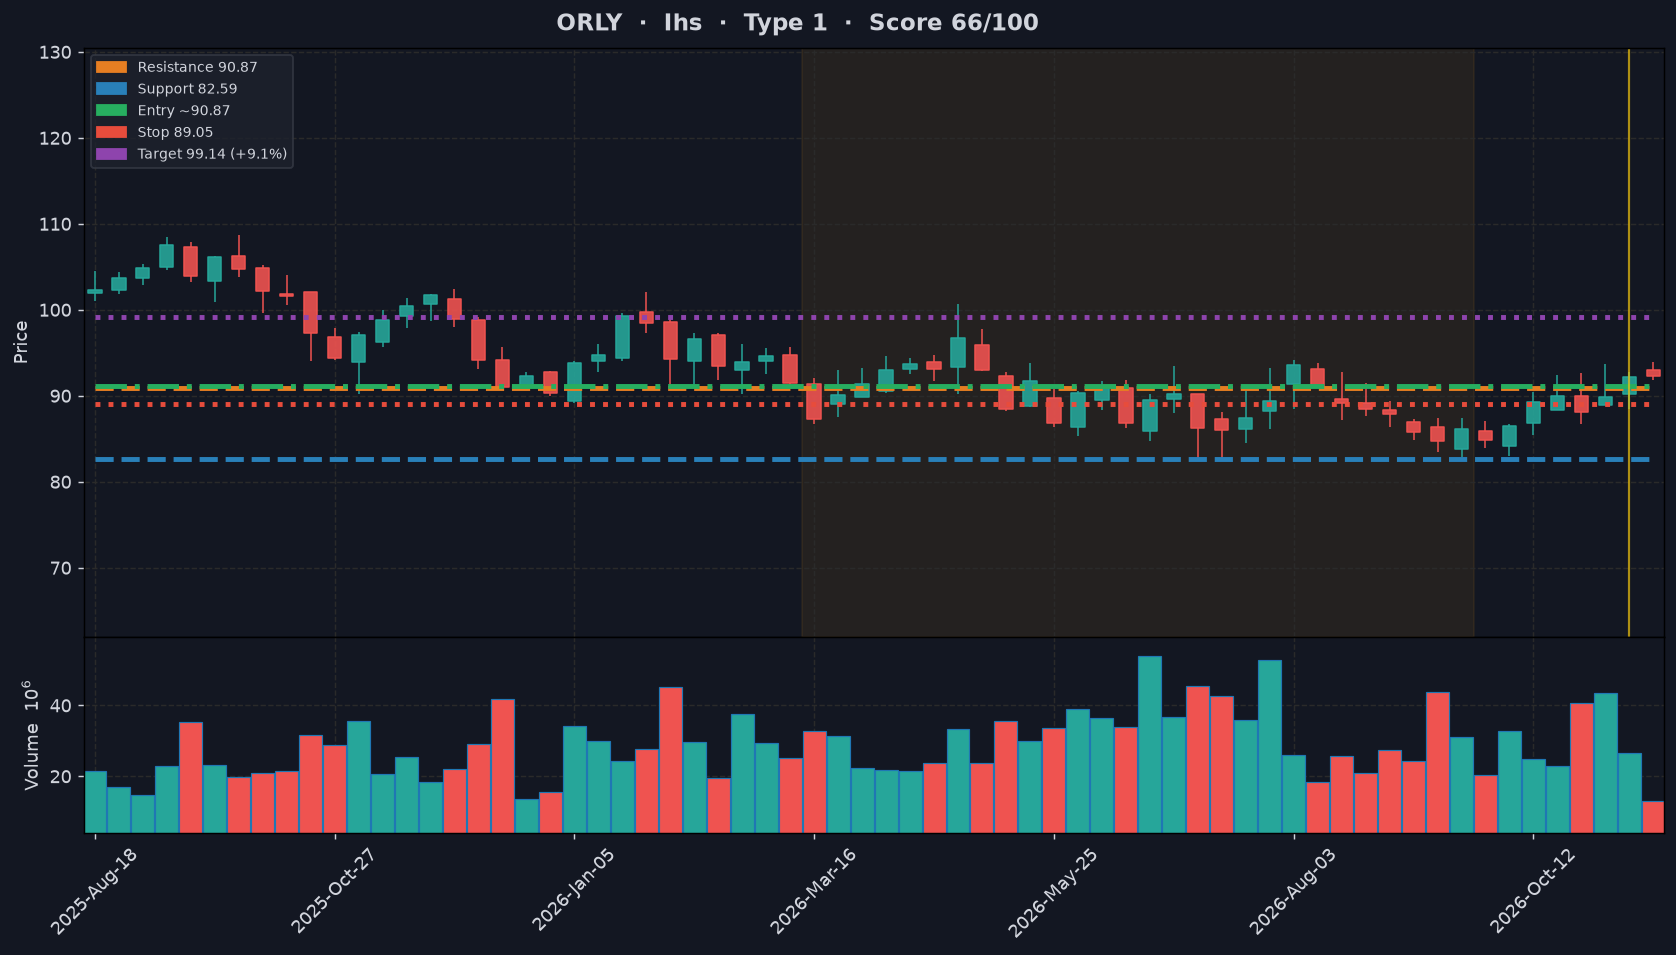 ORLY · Ihs · Type 1 · Score 66/100
Resistance 90.87
Support 82.59
Entry ~90.87
Stop 89.05
Target 99.14 (+9.1%)
Price
130
120
110
100
90
80
70
Volume 10⁶
40
20
2025-Aug-18
2025-Oct-27
2026-Jan-05
2026-Mar-16
2026-May-25
2026-Aug-03
2026-Oct-12